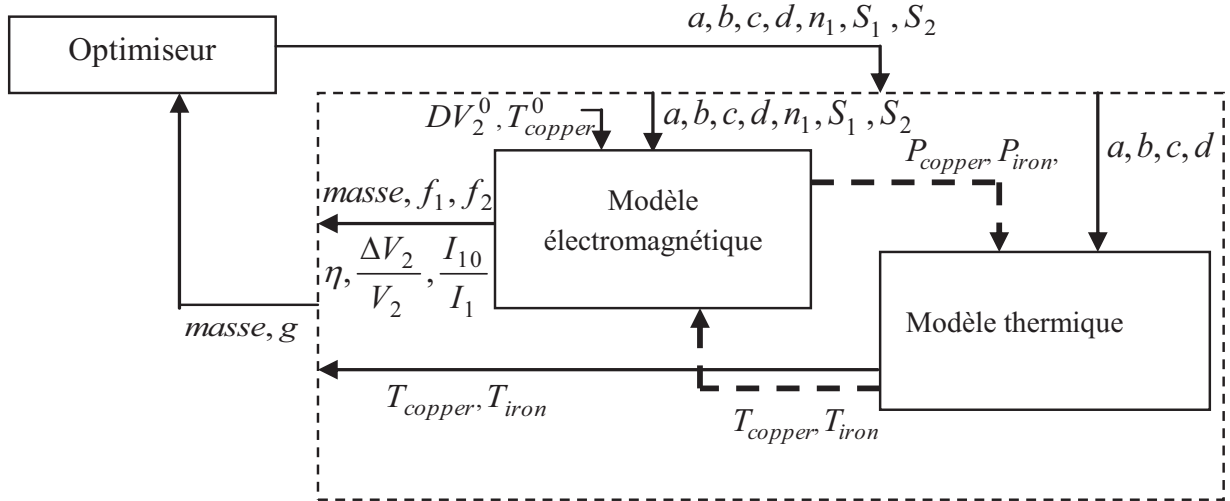 a, b, c, d, n₁, S₁, S₂
Optimiseur
DV₂⁰, T⁰copper
a, b, c, d, n₁, S₁, S₂
Pcopper, Piron,
a, b, c, d
masse, f₁, f₂
Modèle
électromagnétique
η, ΔV₂/V₂, I₁₀/I₁
masse, g
Modèle thermique
Tcopper, Tiron
Tcopper, Tiron